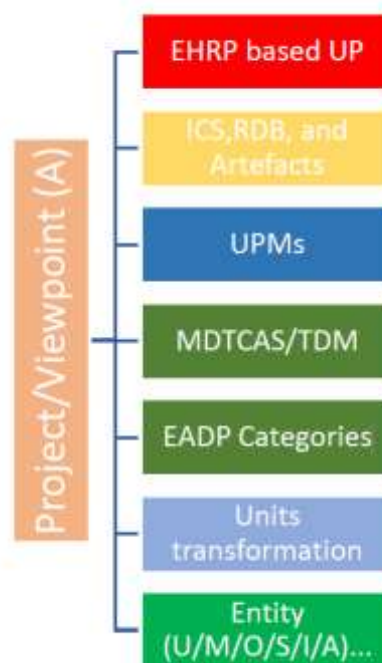 Project/Viewpoint (A)
EHRP based UP
ICS,RDB, and
Artefacts
UPMs
MDTCAS/TDM
EADP Categories
Units
transformation
Entity
(U/M/O/S/I/A)...